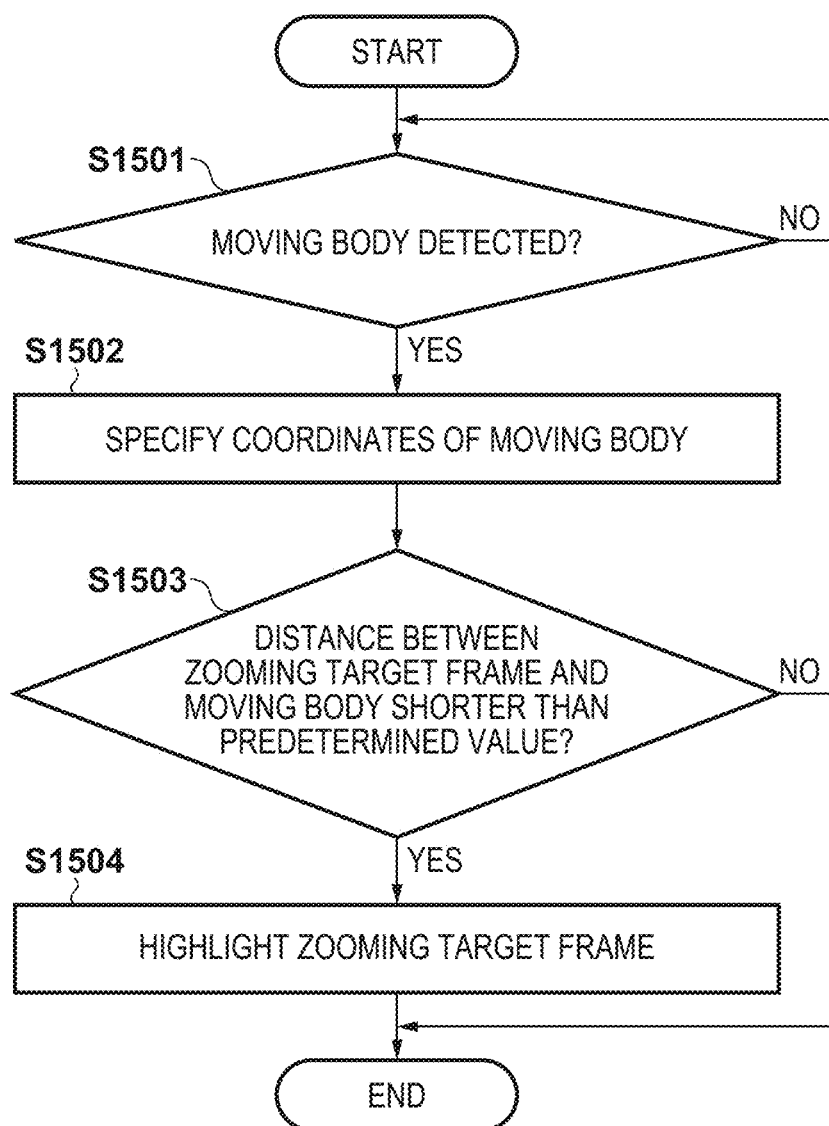 START
S1501
MOVING BODY DETECTED?
NO
YES
S1502
SPECIFY COORDINATES OF MOVING BODY
S1503
DISTANCE BETWEEN
ZOOMING TARGET FRAME AND
MOVING BODY SHORTER THAN
PREDETERMINED VALUE?
NO
YES
S1504
HIGHLIGHT ZOOMING TARGET FRAME
END